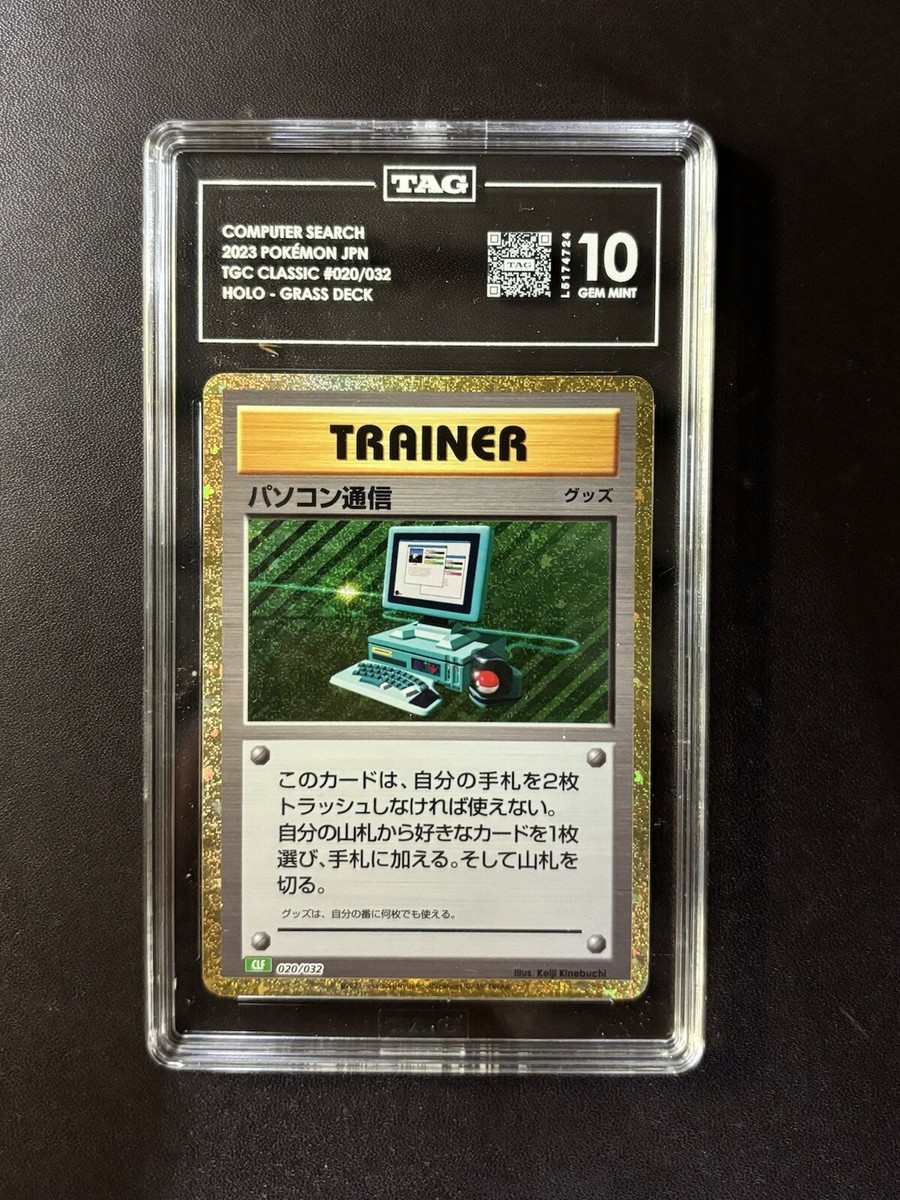 TAG
COMPUTER SEARCH
2023 POKÉMON JPN
TGC CLASSIC #020/032
HOLO - GRASS DECK
TAG
L5174724
10
GEM MINT
TRAINER
パソコン通信
グッズ
このカードは、自分の手札を2枚
トラッシュしなければ使えない。
自分の山札から好きなカードを1枚
選び、手札に加える。そして山札を
切る。
グッズは、自分の番に何枚でも使える。
CLF 020/032
Illus. Keiji Kinebuchi